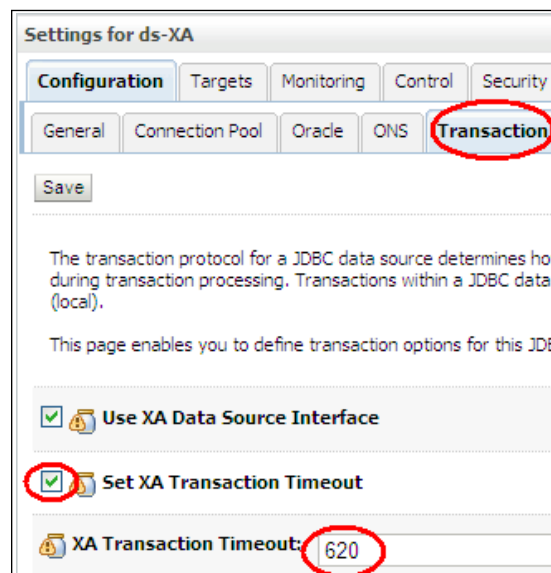 Settings for ds-XA
Configuration Targets Monitoring Control Security
General Connection Pool Oracle ONS Transaction
Save
The transaction protocol for a JDBC data source determines ho
during transaction processing. Transactions within a JDBC data
(local).
This page enables you to define transaction options for this JDB
Use XA Data Source Interface
Set XA Transaction Timeout
XA Transaction Timeout: 620